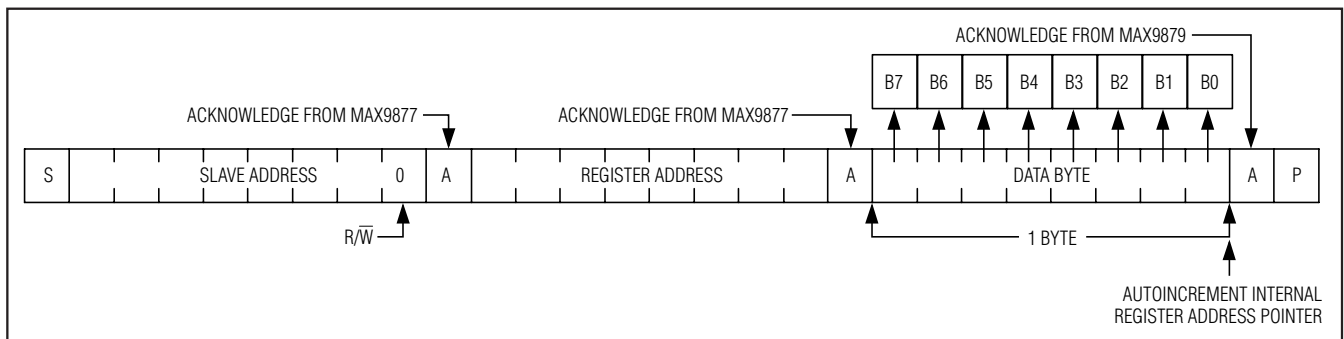 ACKNOWLEDGE FROM MAX9879
B7 B6 B5 B4 B3 B2 B1 B0
ACKNOWLEDGE FROM MAX9877 ACKNOWLEDGE FROM MAX9877
S SLAVE ADDRESS 0 A REGISTER ADDRESS A DATA BYTE A P
R/W̅ 1 BYTE
AUTOINCREMENT INTERNAL
REGISTER ADDRESS POINTER